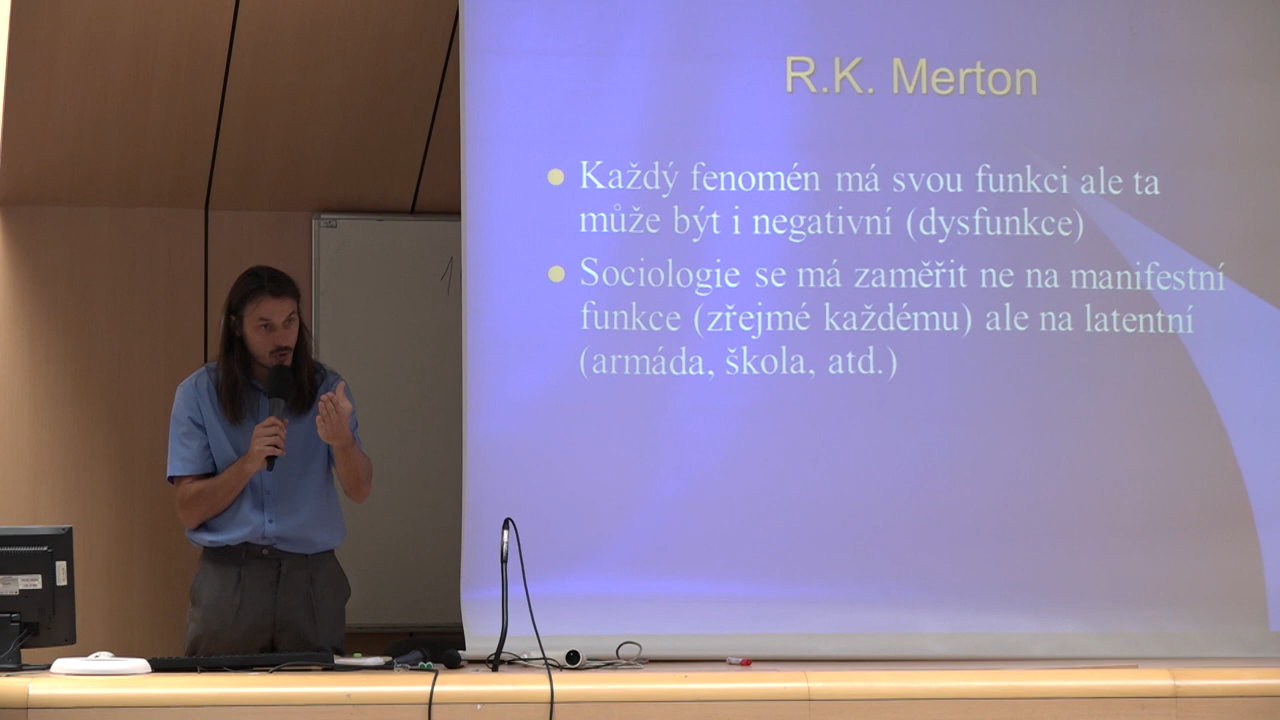 R.K. Merton
Každý fenomén má svou funkci ale ta
může být i negativní (dysfunkce)
Sociologie se má zaměřit ne na manifestní
funkce (zřejmé každému) ale na latentní
(armáda, škola, atd.)